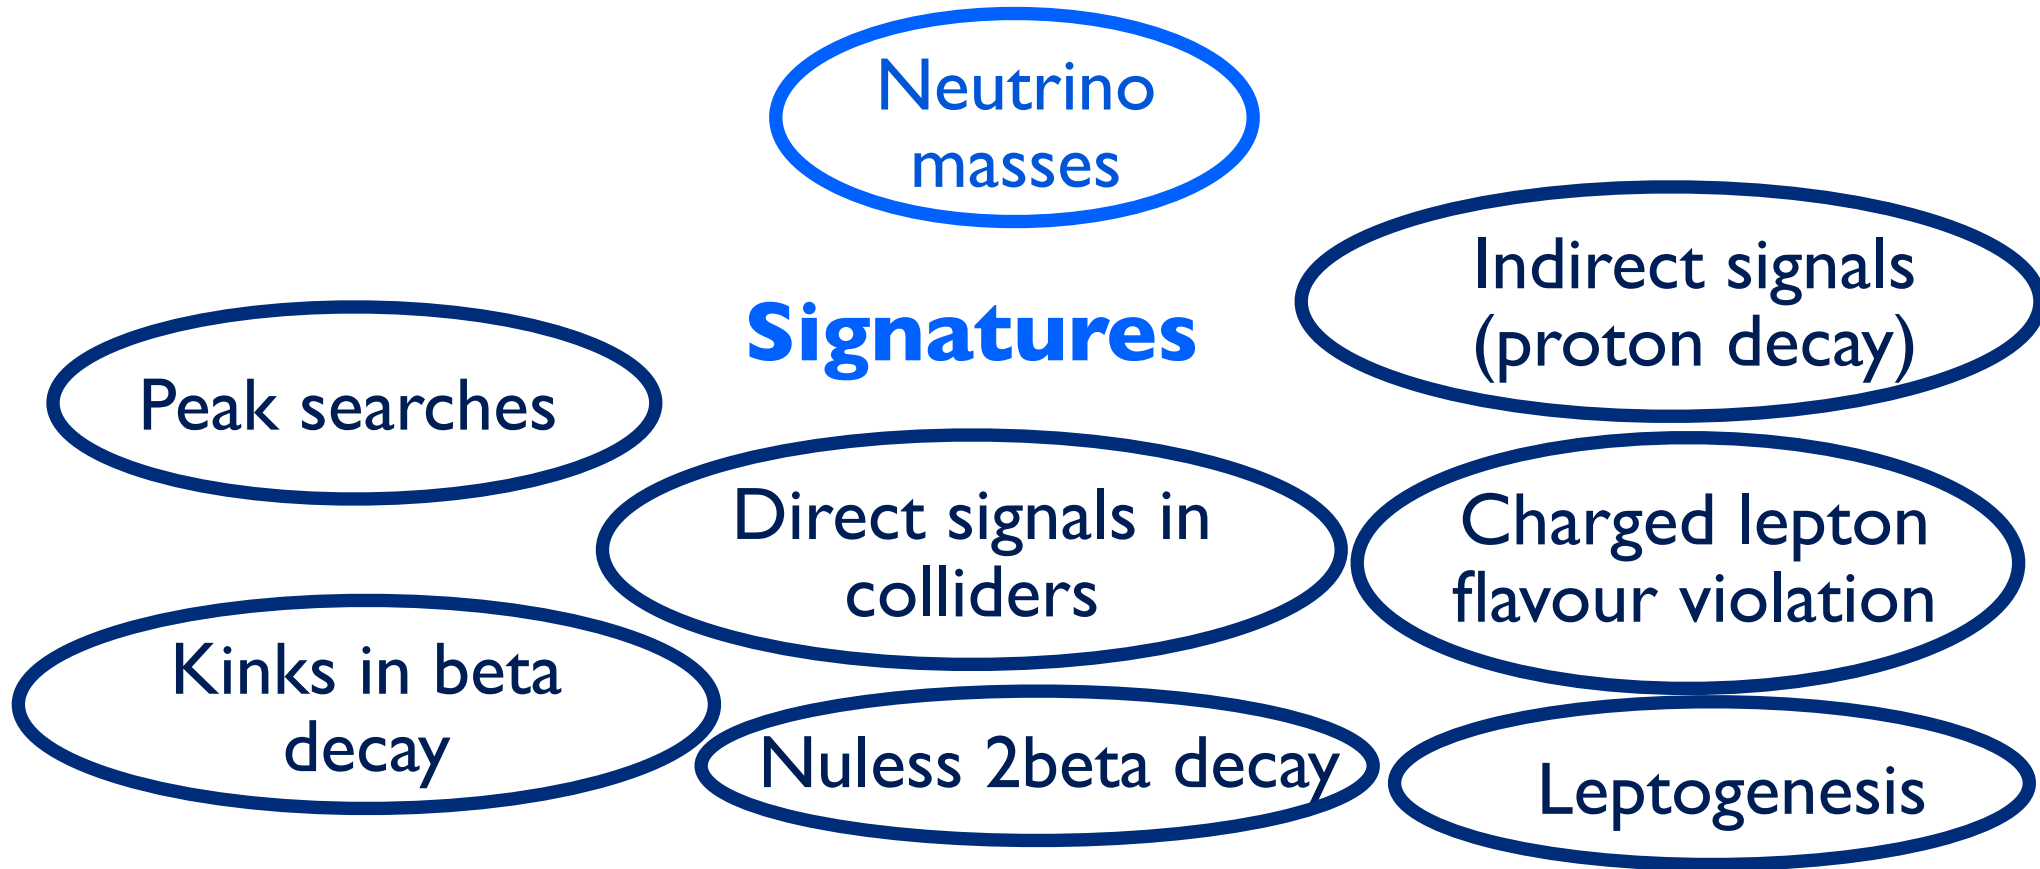 Neutrino
masses
Signatures
Indirect signals
(proton decay)
Peak searches
Direct signals in
colliders
Charged lepton
flavour violation
Kinks in beta
decay
Nuless 2beta decay
Leptogenesis